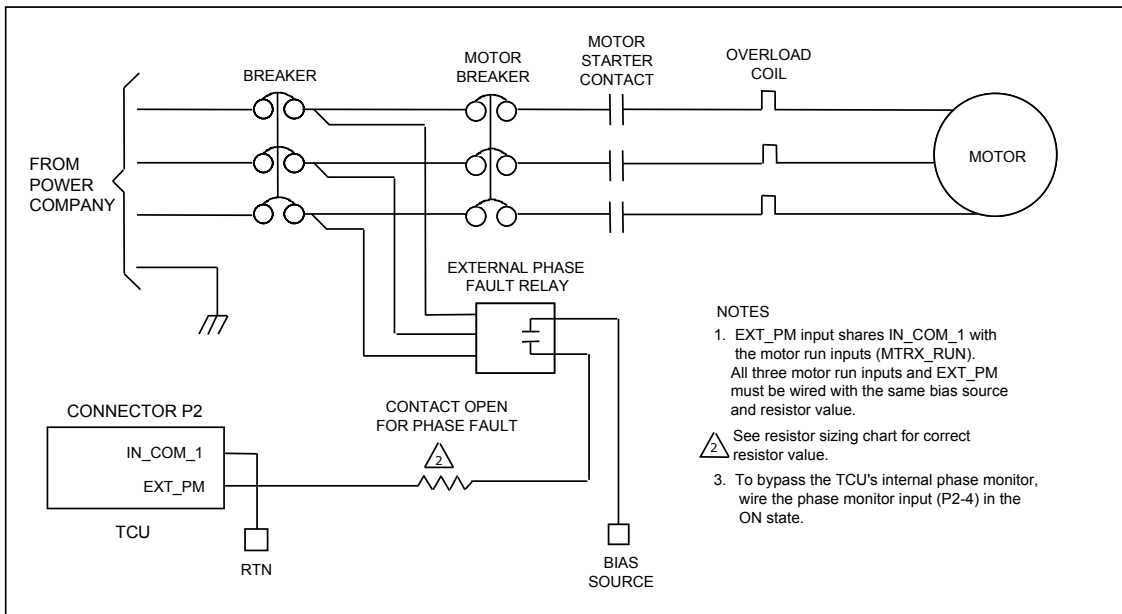 BREAKER
MOTOR
BREAKER
MOTOR
STARTER
CONTACT
OVERLOAD
COIL
FROM
POWER
COMPANY
MOTOR
EXTERNAL PHASE
FAULT RELAY
CONNECTOR P2
IN_COM_1
EXT_PM
TCU
RTN
CONTACT OPEN
FOR PHASE FAULT
2
BIAS
SOURCE
NOTES
1. EXT_PM input shares IN_COM_1 with
the motor run inputs (MTRX_RUN).
All three motor run inputs and EXT_PM
must be wired with the same bias source
and resistor value.
2 See resistor sizing chart for correct
resistor value.
3. To bypass the TCU's internal phase monitor,
wire the phase monitor input (P2-4) in the
ON state.